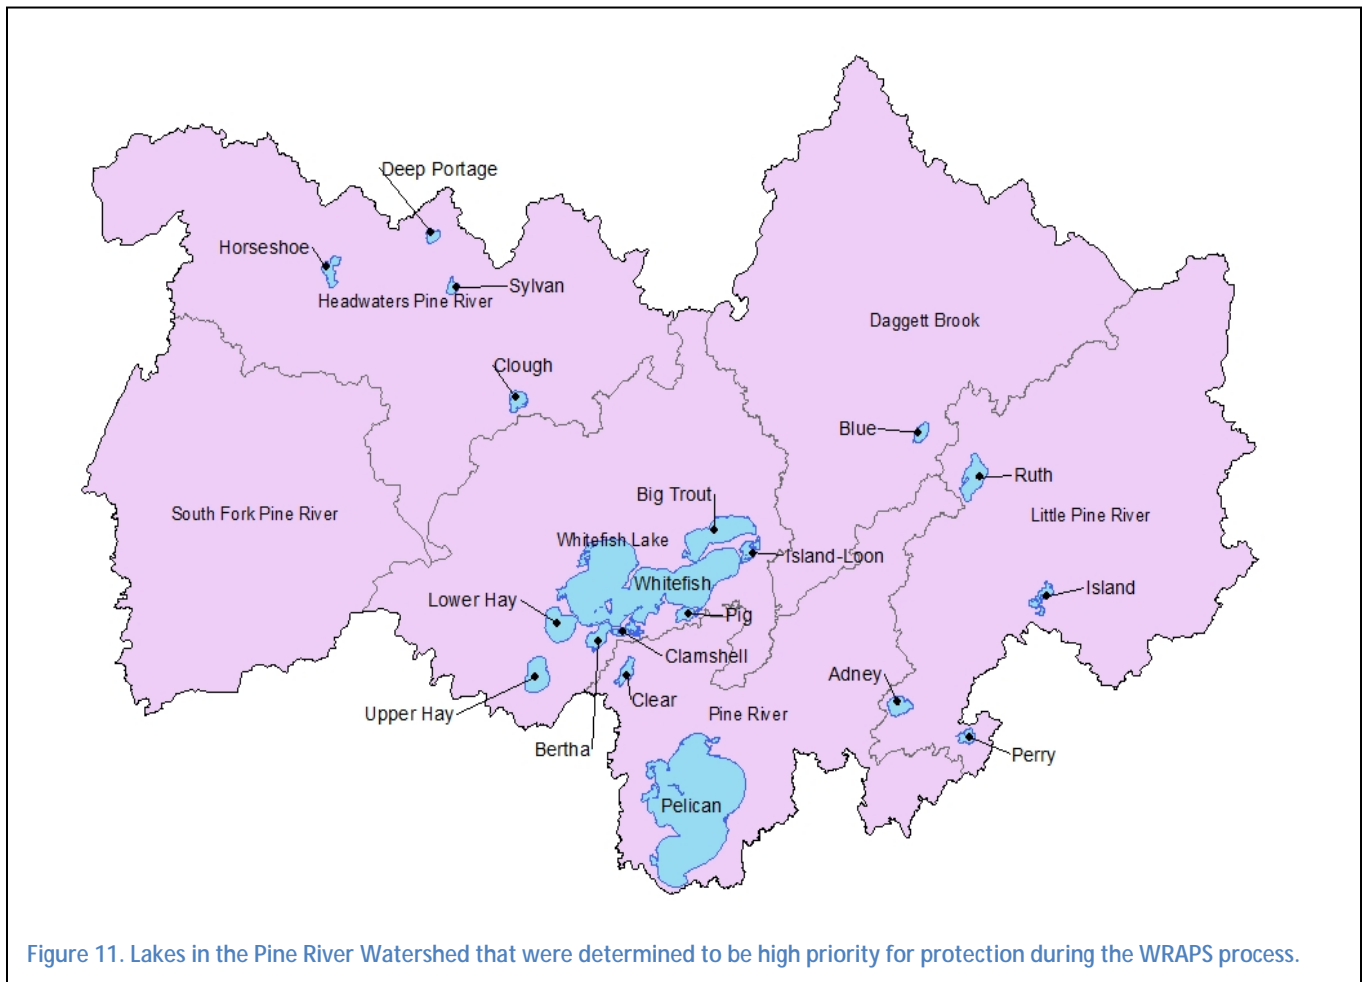 Deep Portage
Horseshoe
Sylvan
Headwaters Pine River
Daggett Brook
Clough
Blue
Ruth
Big Trout
South Fork Pine River
Little Pine River
Whitefish Lake
Island-Loon
Whitefish
Island
Lower Hay
Pig
Clamshell
Adney
Clear
Upper Hay
Pine River
Bertha
Perry
Pelican
Figure 11. Lakes in the Pine River Watershed that were determined to be high priority for protection during the WRAPS process.